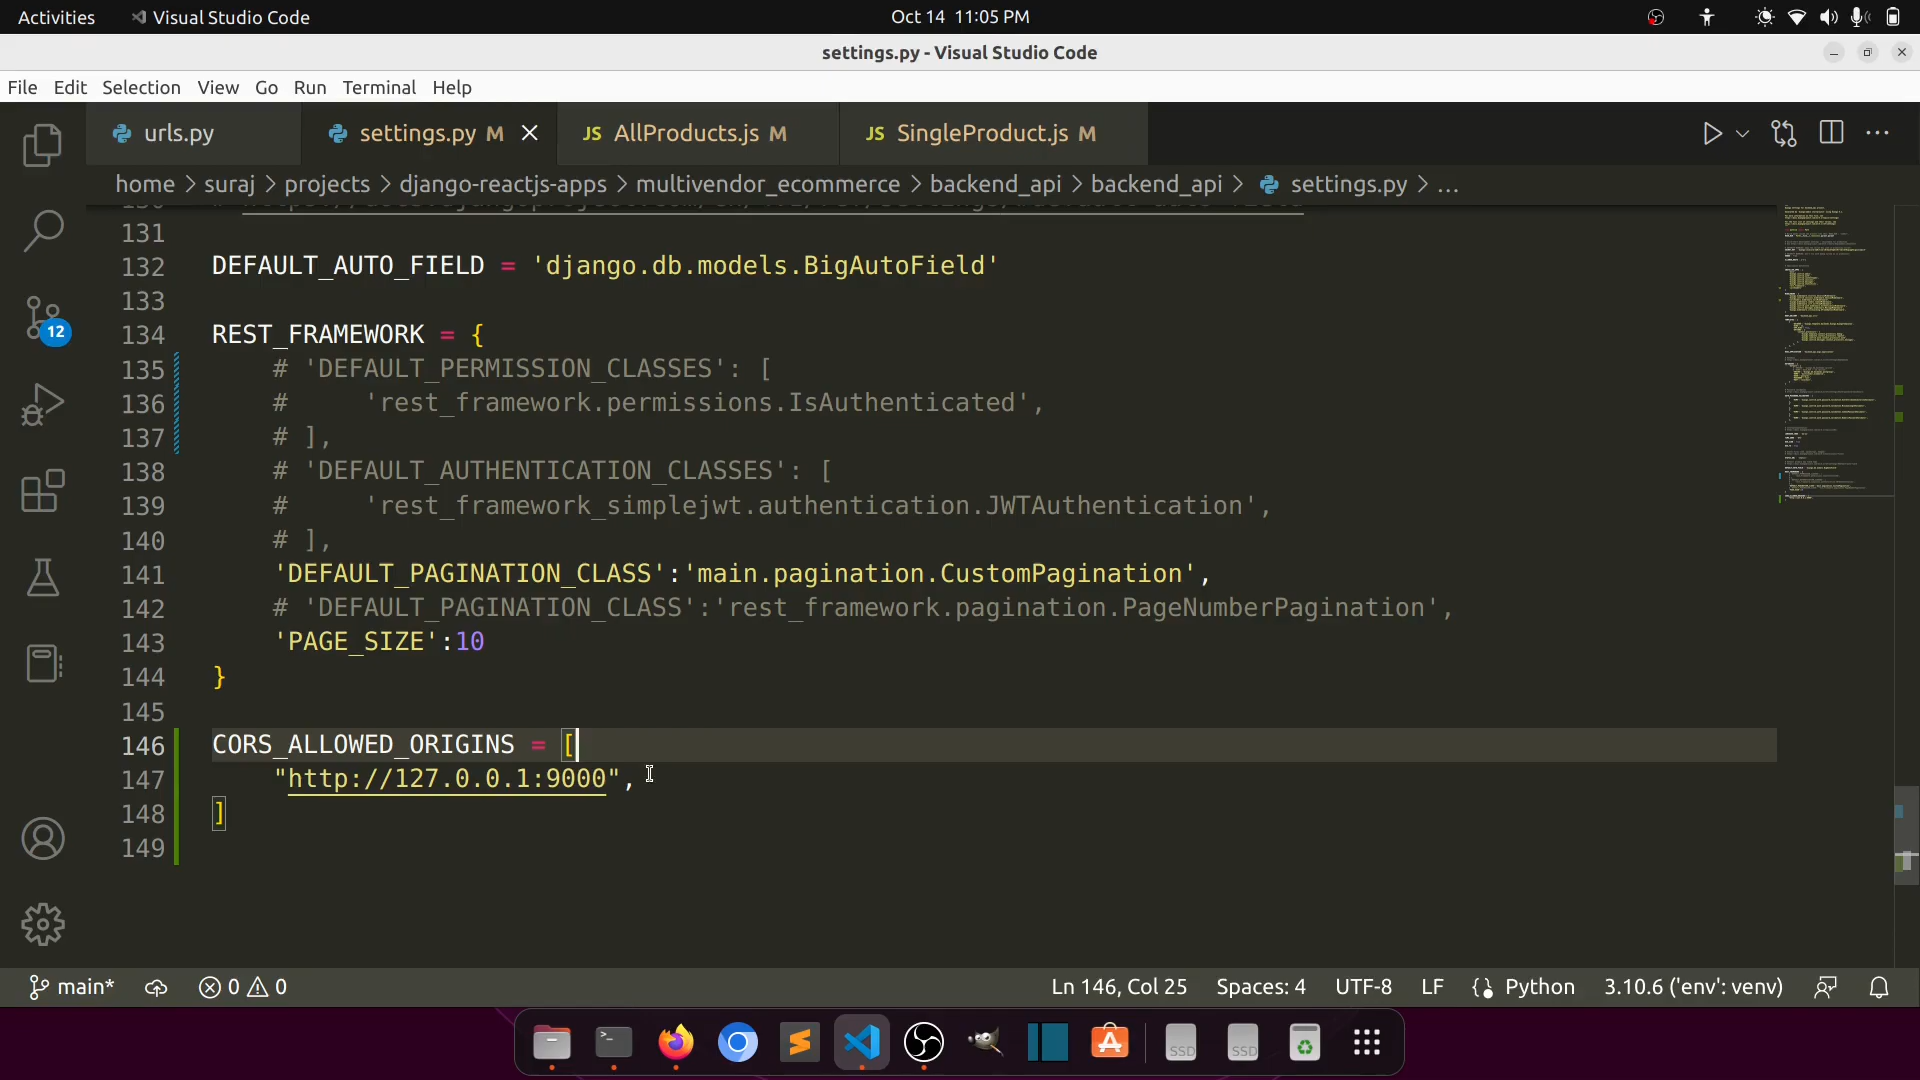 Activities Visual Studio Code Oct 14 11:05 PM
settings.py - Visual Studio Code
File Edit Selection View Go Run Terminal Help
urls.py settings.py M JS AllProducts.js M JS SingleProduct.js M
home > suraj > projects > django-reactjs-apps > multivendor_ecommerce > backend_api > backend_api > settings.py > ...
131
132 DEFAULT_AUTO_FIELD = 'django.db.models.BigAutoField'
133
134 REST_FRAMEWORK = {
135 # 'DEFAULT_PERMISSION_CLASSES': [
136 #     'rest_framework.permissions.IsAuthenticated',
137 # ],
138 # 'DEFAULT_AUTHENTICATION_CLASSES': [
139 #     'rest_framework_simplejwt.authentication.JWTAuthentication',
140 # ],
141 'DEFAULT_PAGINATION_CLASS':'main.pagination.CustomPagination',
142 # 'DEFAULT_PAGINATION_CLASS':'rest_framework.pagination.PageNumberPagination',
143 'PAGE_SIZE':10
144 }
145
146 CORS_ALLOWED_ORIGINS = [
147 "http://127.0.0.1:9000",
148 ]
149
12
main* 0 0 Ln 146, Col 25 Spaces: 4 UTF-8 LF Python 3.10.6 ('env': venv)
SSD SSD